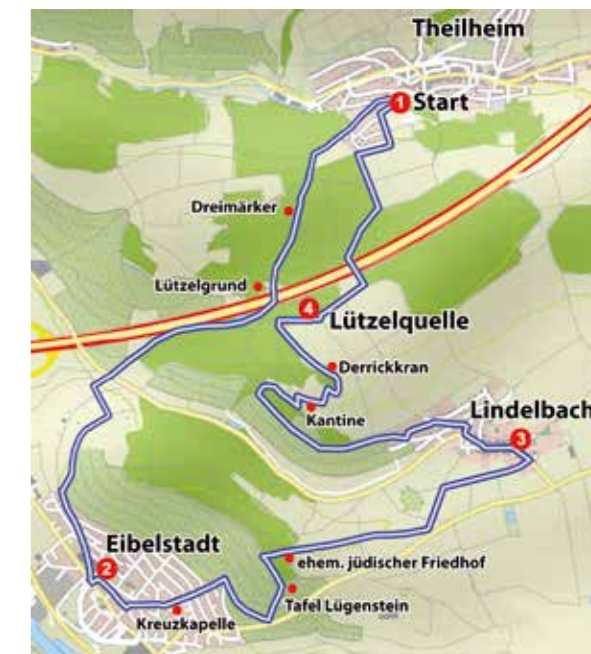 Theilheim
1 Start
Dreimärker
Lützelgrund
4
Lützelquelle
Derrickkran
Kantine
Lindelbach
3
Eibelstadt
2
ehem. jüdischer Friedhof
Tafel Lügenstein
Kreuzkapelle